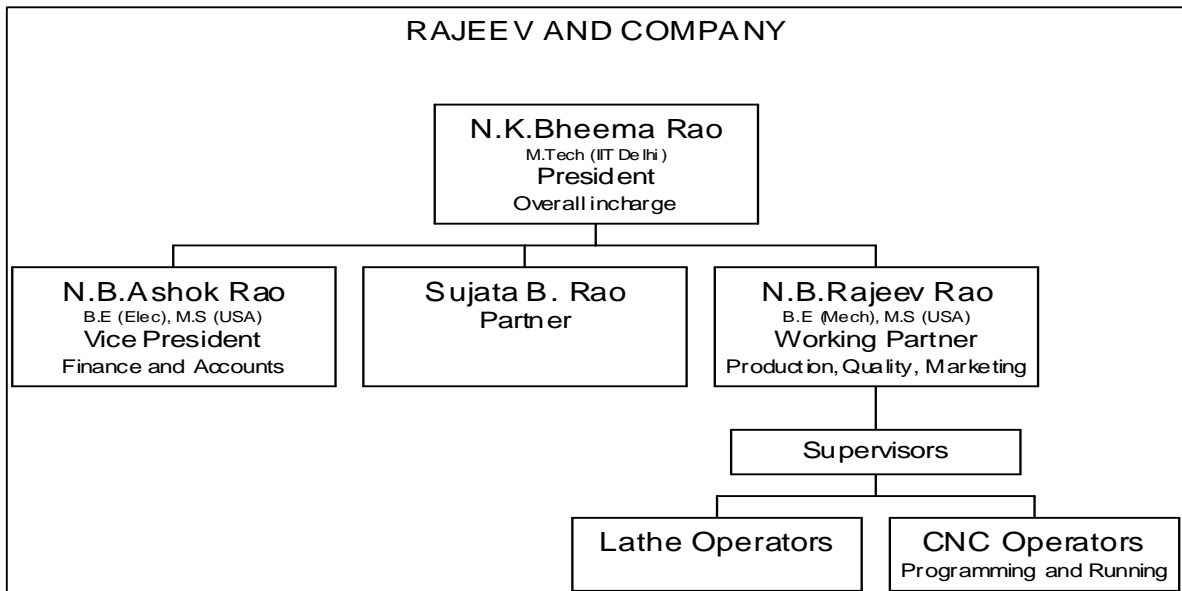 RAJEEV AND COMPANY
N.K.Bheema Rao
M.Tech (IIT Delhi)
President
Overall incharge
N.B.Ashok Rao
B.E (Elec), M.S (USA)
Vice President
Finance and Accounts
Sujata B. Rao
Partner
N.B.Rajeev Rao
B.E (Mech), M.S (USA)
Working Partner
Production, Quality, Marketing
Supervisors
Lathe Operators
CNC Operators
Programming and Running